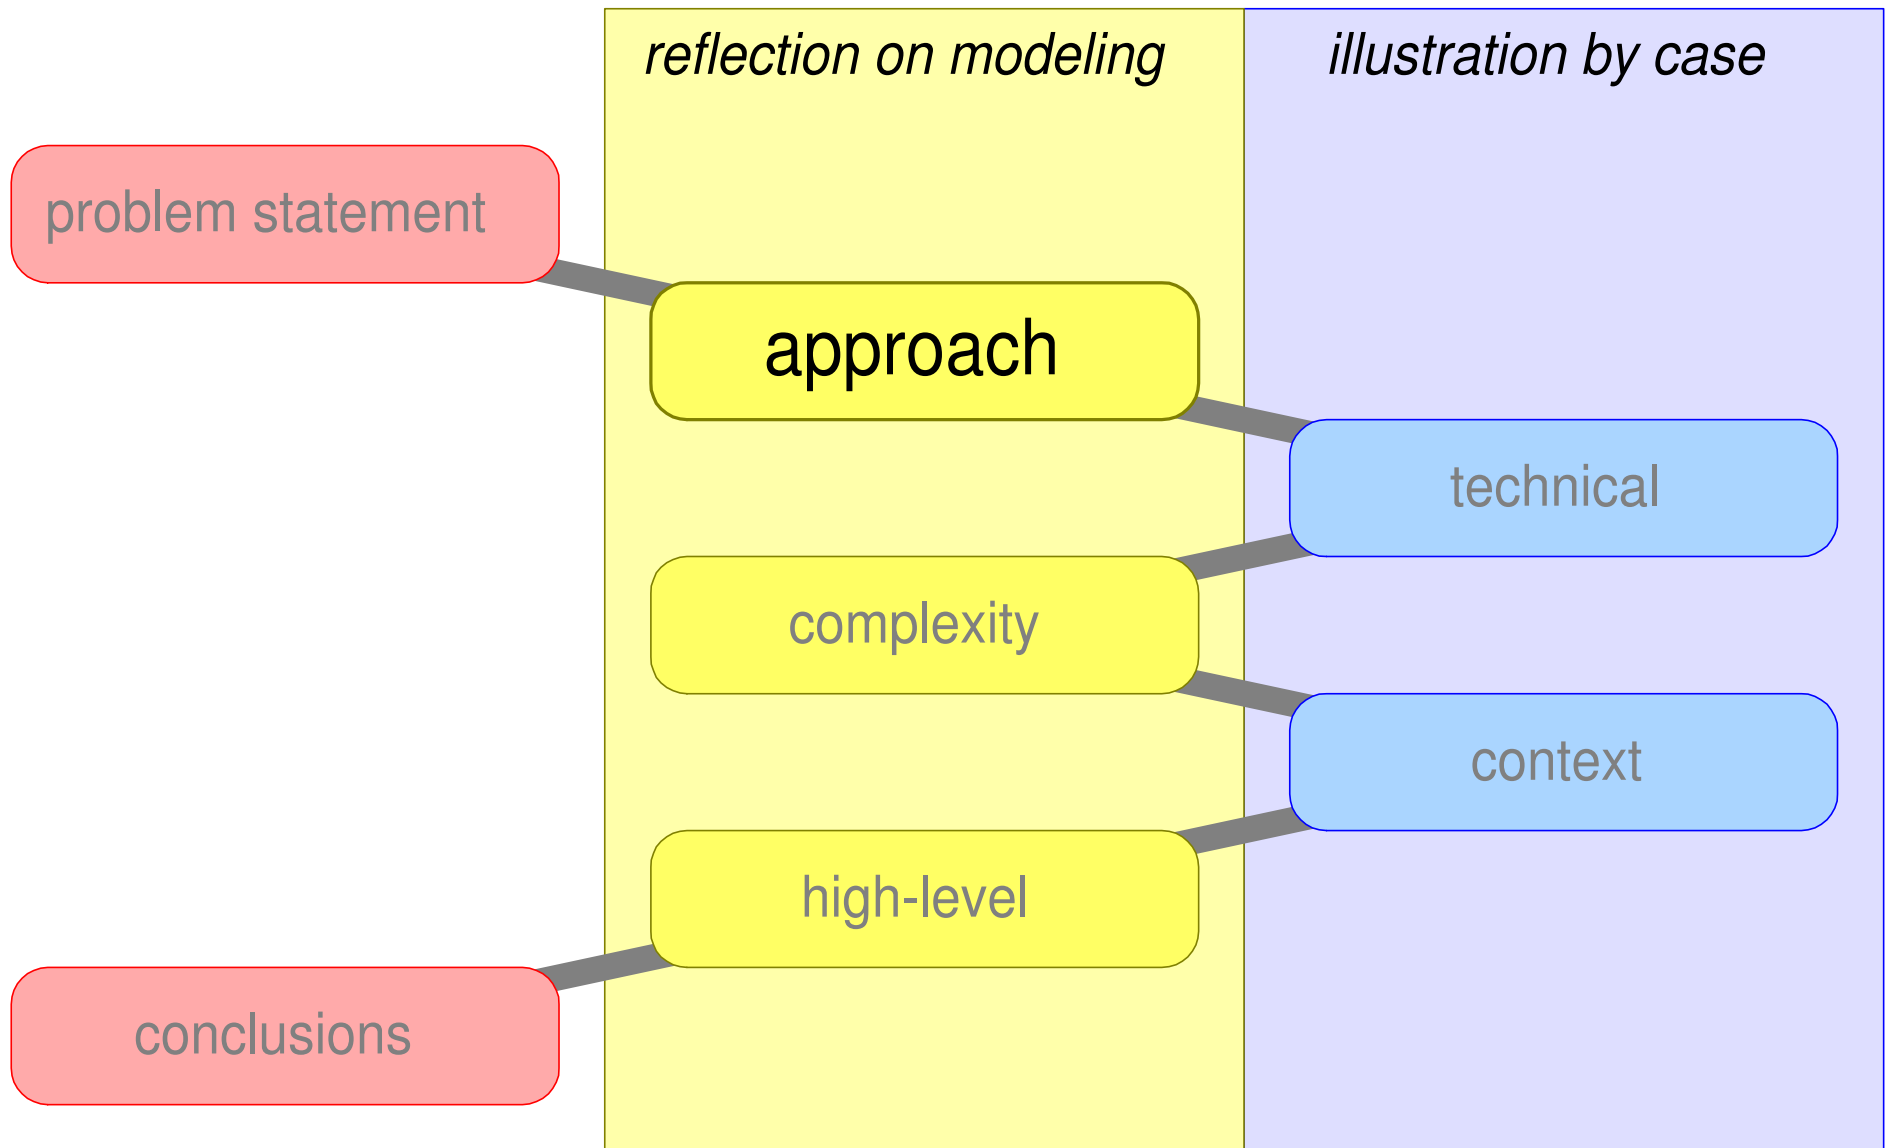 reflection on modeling
illustration by case
problem statement
approach
technical
complexity
context
high-level
conclusions